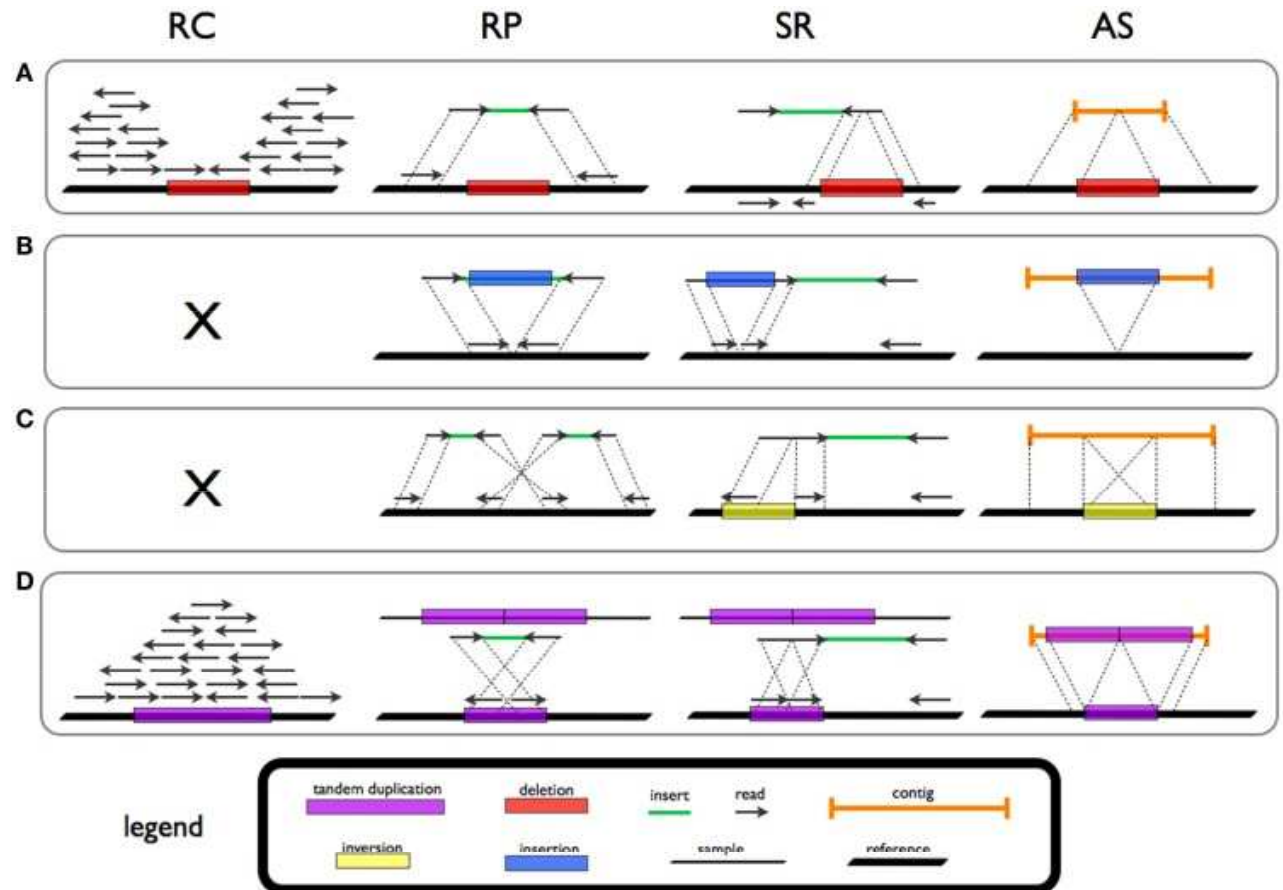 RC RP SR AS
A
B
X
C
X
D
tandem duplication deletion insert read contig
legend
inversion insertion sample reference